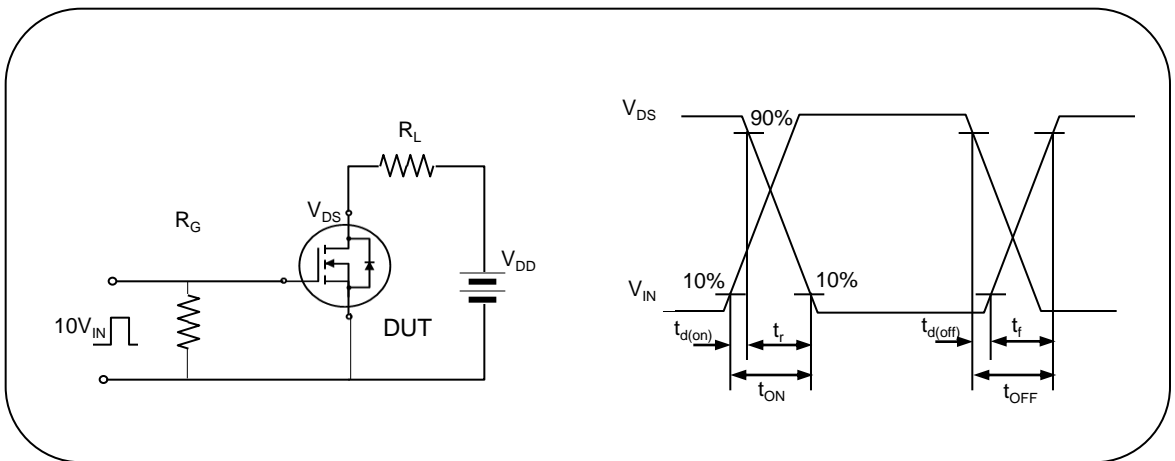 R_L
R_G
V_DS
V_DD
10V_IN
DUT
V_DS
90%
V_IN
10%
10%
t_d(on)
t_r
t_d(off)
t_f
t_ON
t_OFF